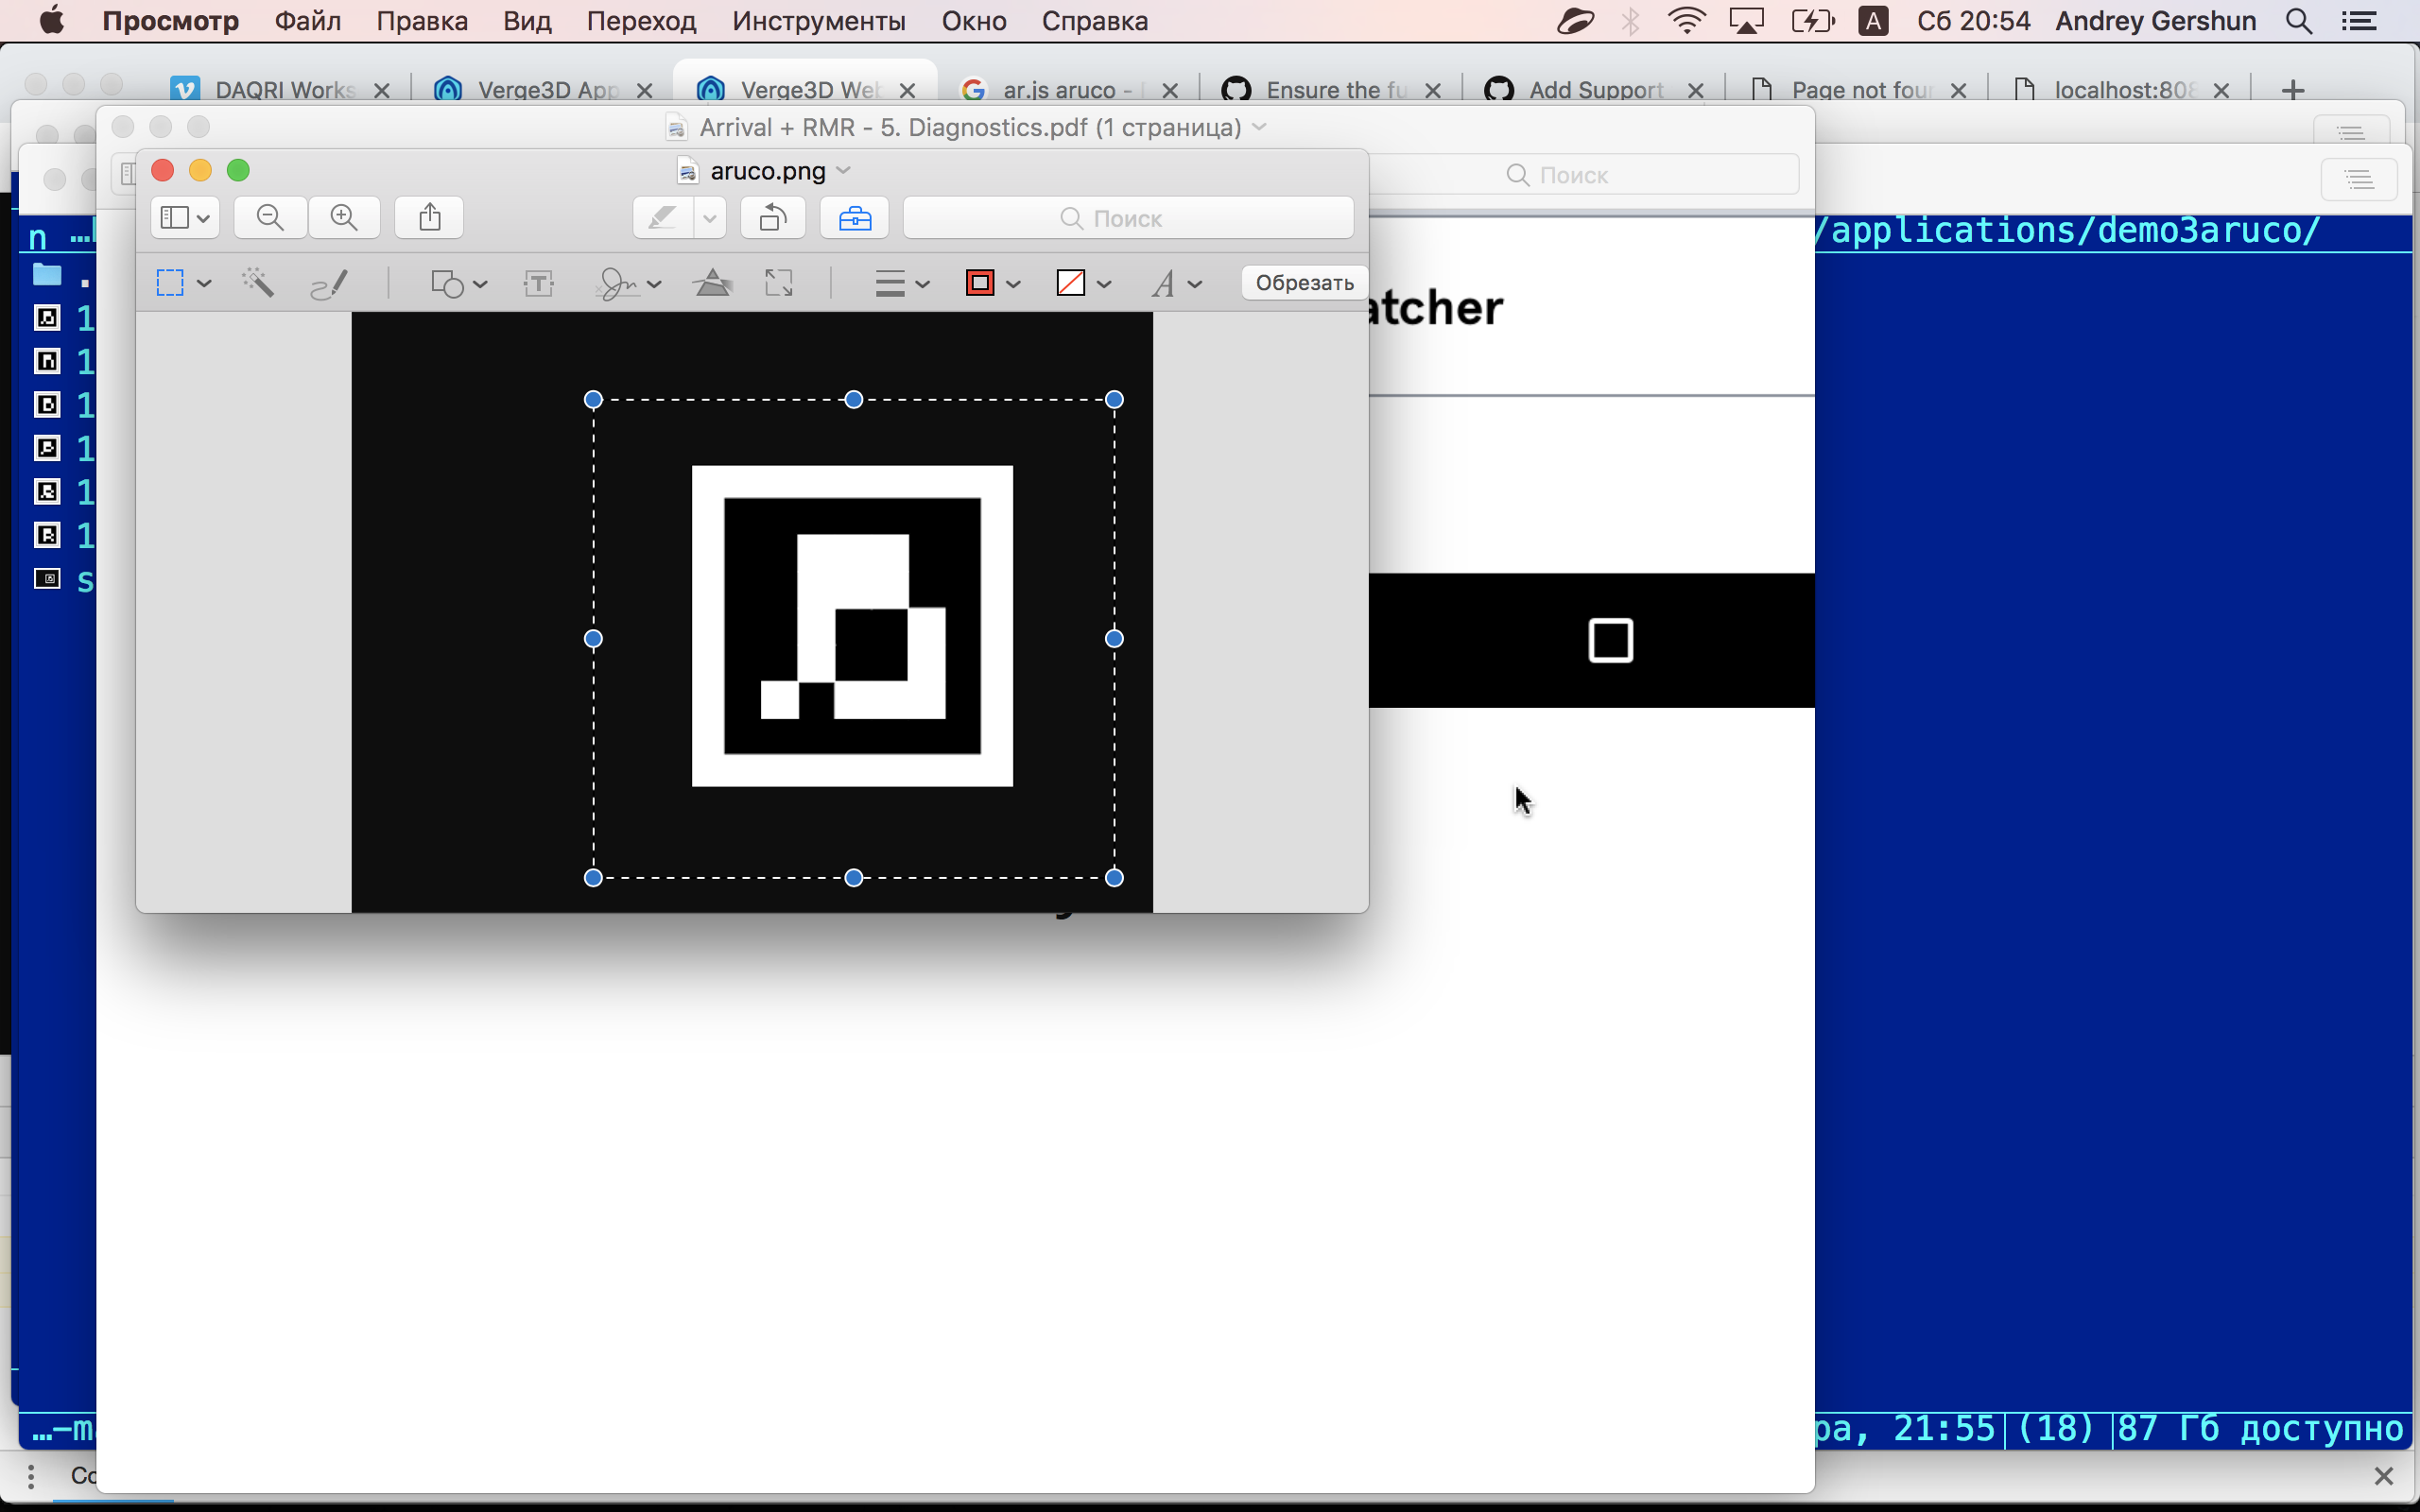 Просмотр Файл Правка Вид Переход Инструменты Окно Справка A Сб 20:54 Andrey Gershun
DAQRI Works Verge3D App Verge3D Web ar.js aruco - Ensure the fu Add Support Page not foun localhost:808
Arrival + RMR - 5. Diagnostics.pdf (1 страница)
aruco.png
Поиск
Поиск
n …
/applications/demo3aruco/
T A Обрезать
atcher
1
1
1
1
1
1
s
…-m
ра, 21:55 (18) 87 Гб доступно
Co